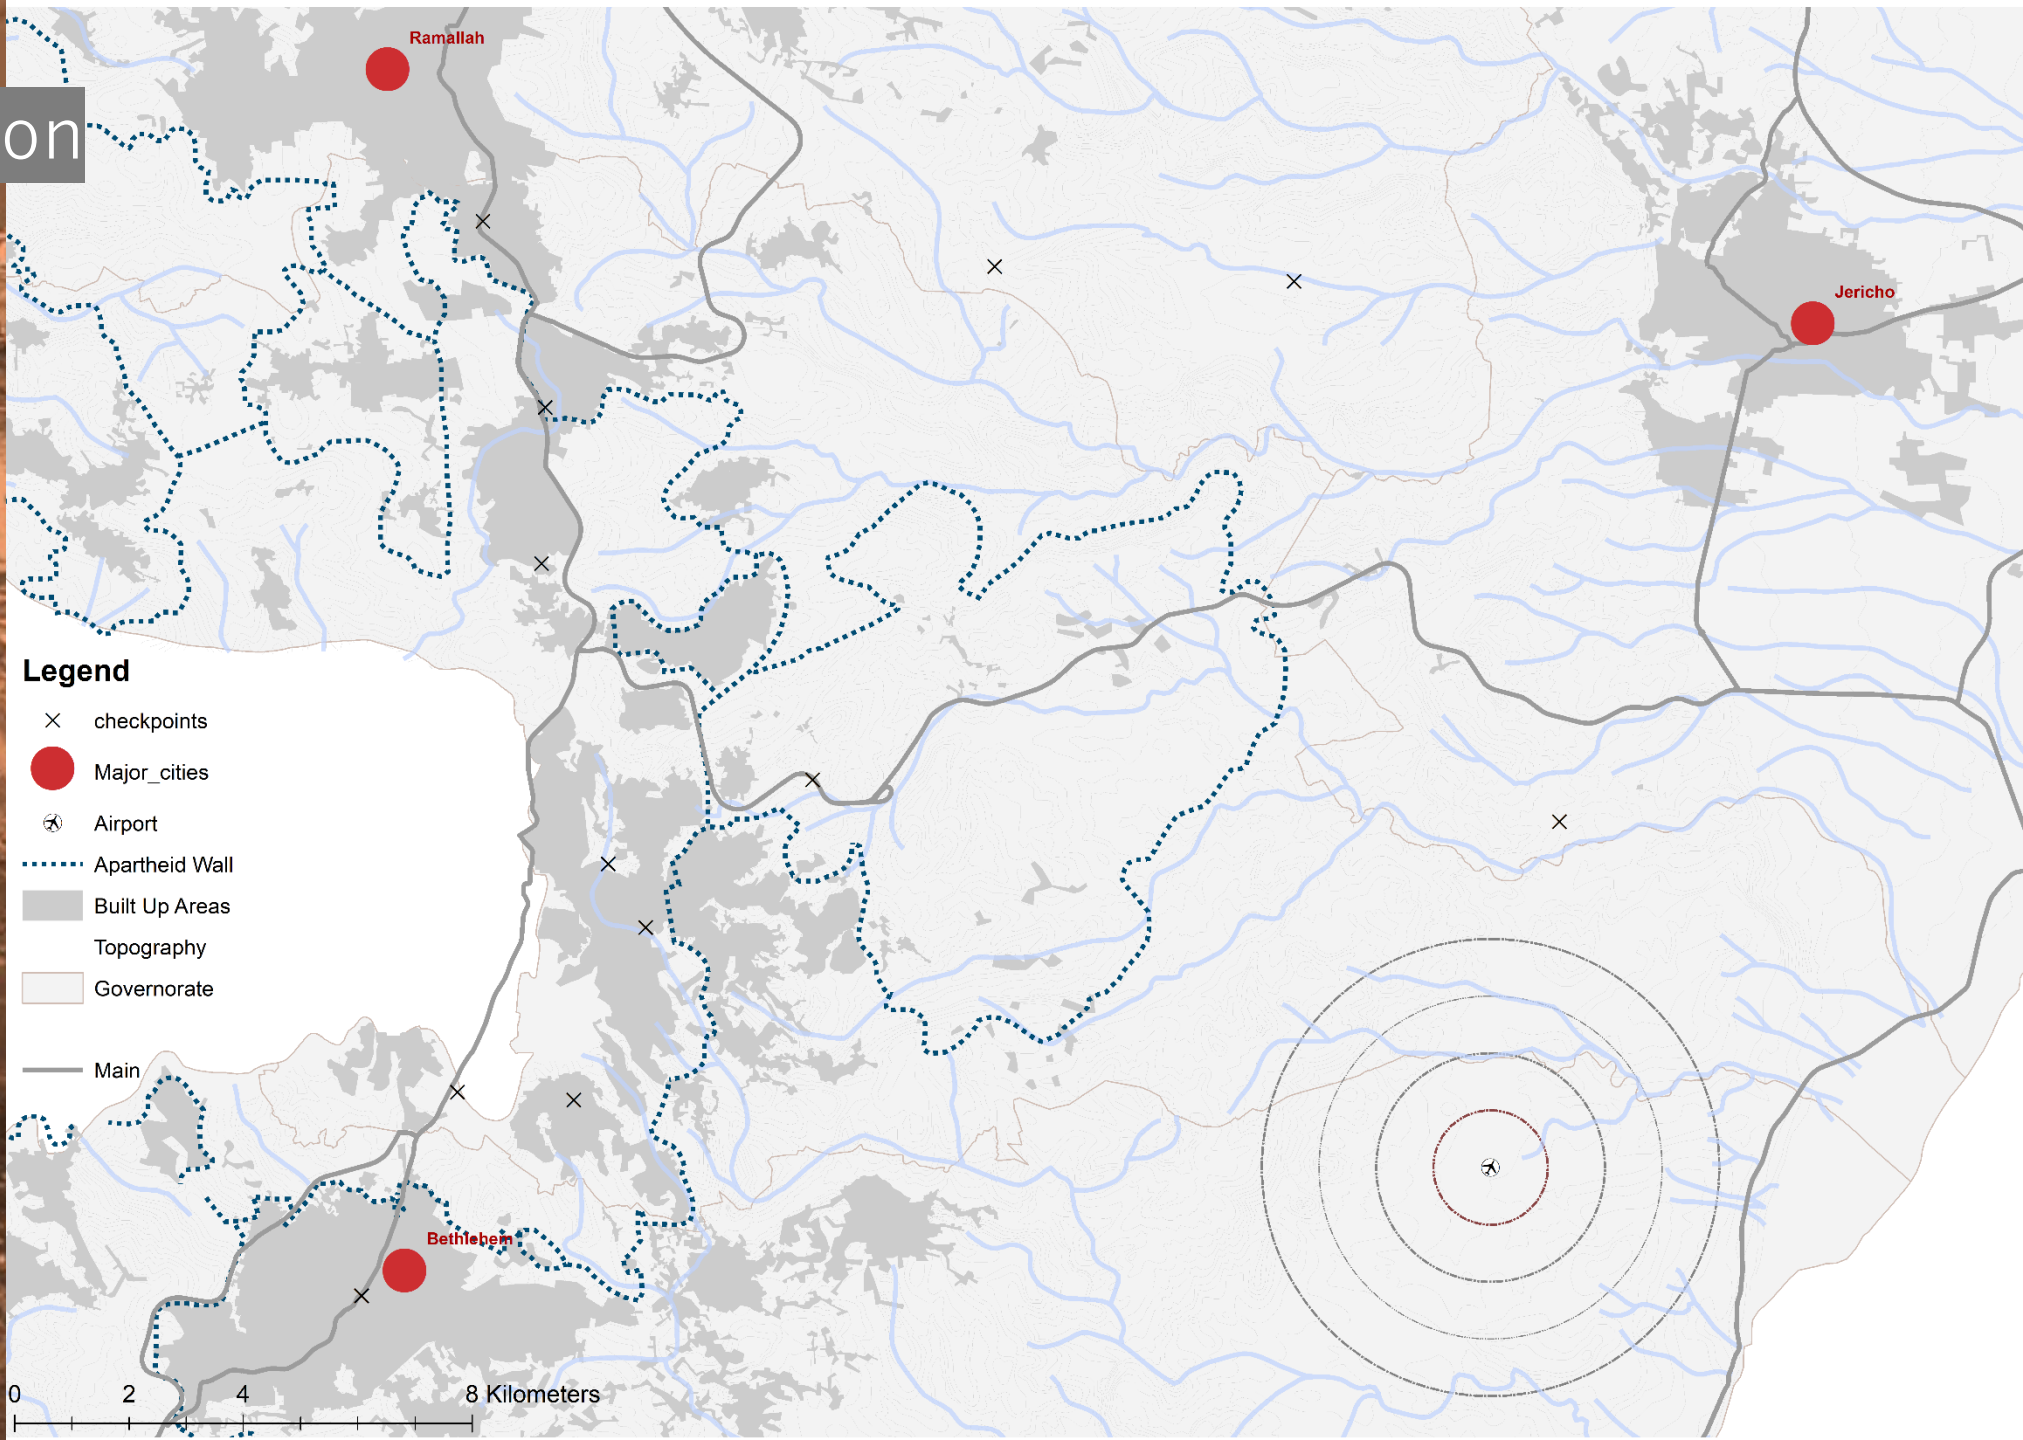 Ramallah
on
Jericho
Legend
checkpoints
Major_cities
Airport
Apartheid Wall
Built Up Areas
Topography
Governorate
Main
Bethlehem
0 2 4 8 Kilometers